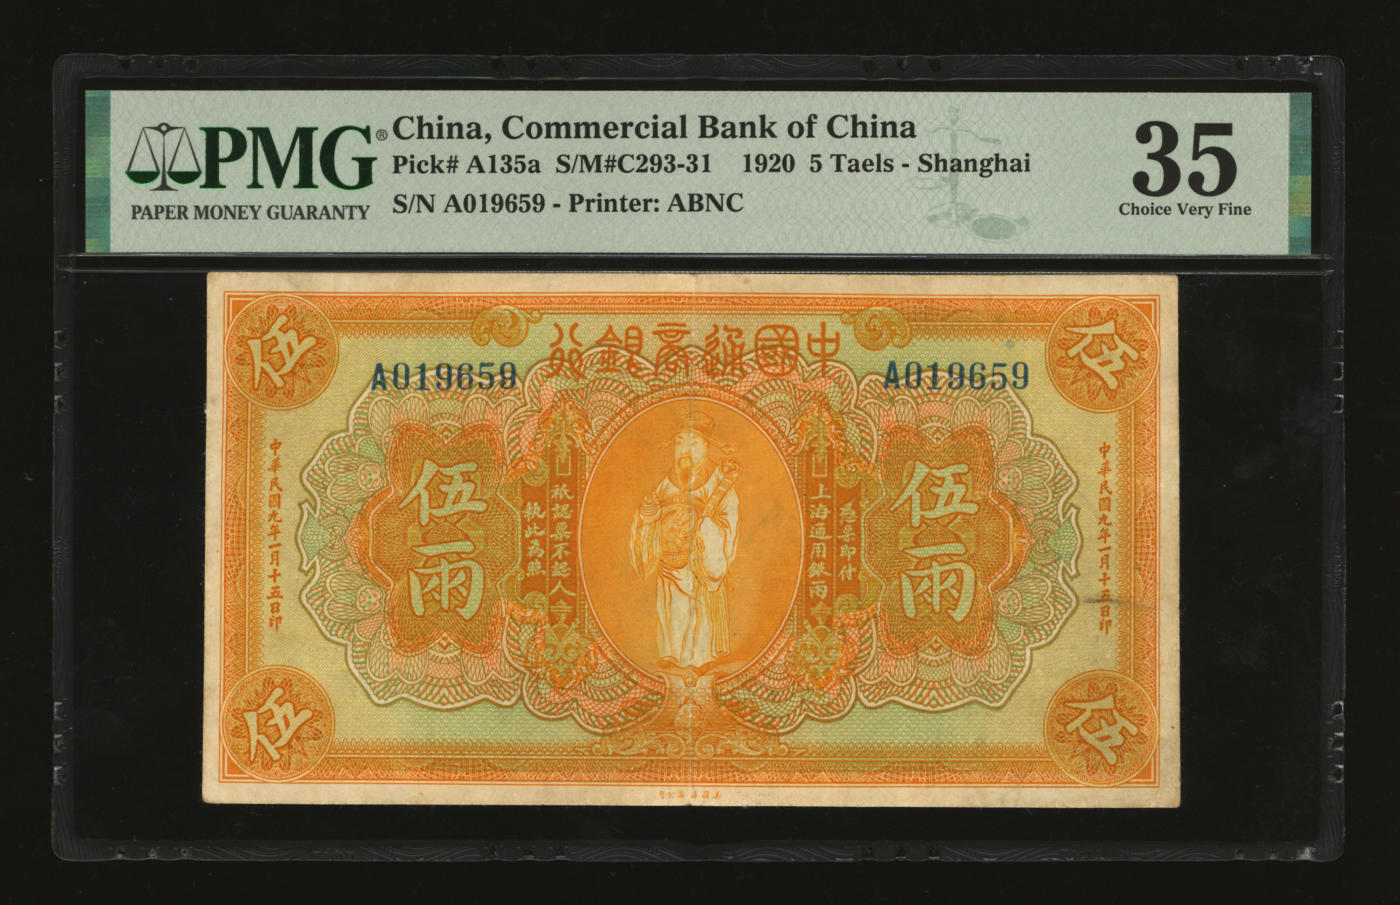 PMG®
PAPER MONEY GUARANTY
China, Commercial Bank of China
Pick# A135a S/M#C293-31 1920 5 Taels - Shanghai
S/N A019659 - Printer: ABNC
35
Choice Very Fine
中國通商銀行
伍
伍
A019659
A019659
中華民國九年一月十五日印
伍兩
憑票即付
上海通用銀兩
祇認票不認人
執此為照
伍兩
中華民國九年一月十五日印
伍
伍